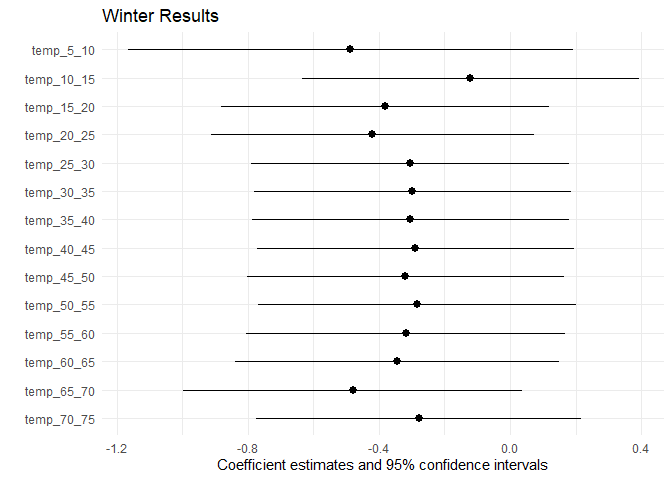 Winter Results
temp_5_10
temp_10_15
temp_15_20
temp_20_25
temp_25_30
temp_30_35
temp_35_40
temp_40_45
temp_45_50
temp_50_55
temp_55_60
temp_60_65
temp_65_70
temp_70_75
-1.2 -0.8 -0.4 0.0 0.4
Coefficient estimates and 95% confidence intervals